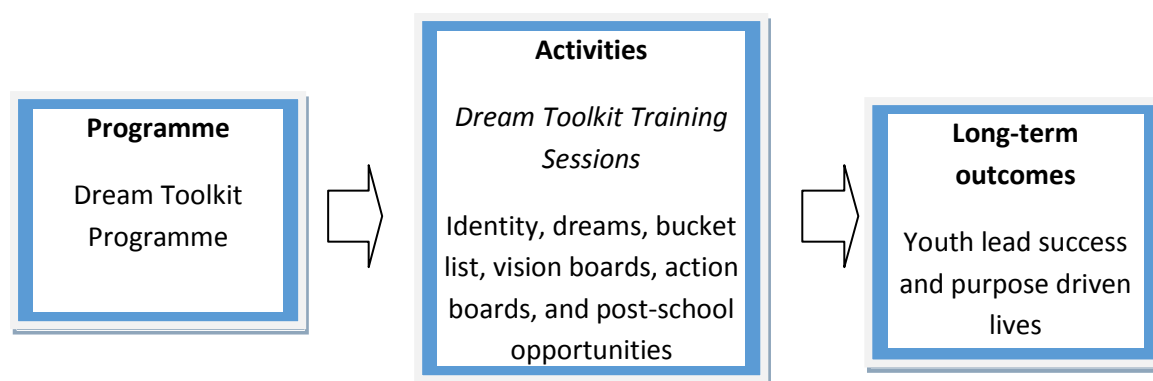 Programme
Dream Toolkit
Programme
Activities
Dream Toolkit Training
Sessions
Identity, dreams, bucket
list, vision boards, action
boards, and post-school
opportunities
Long-term
outcomes
Youth lead success
and purpose driven
lives